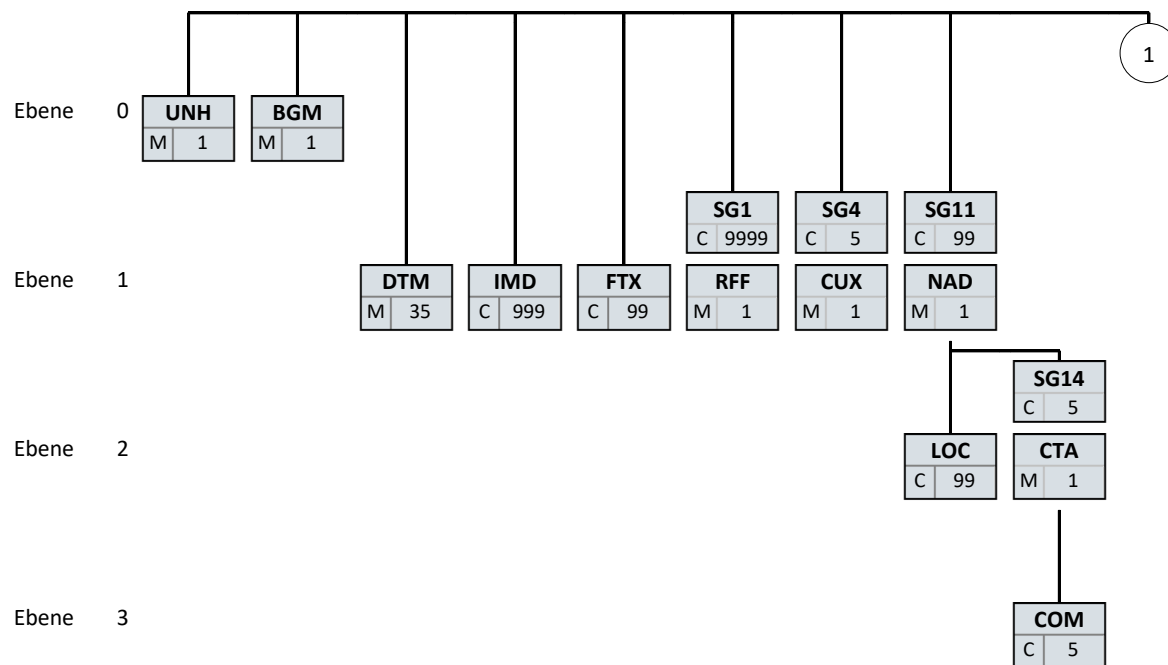 1
Ebene 0 UNH BGM
M 1 M 1
SG1 SG4 SG11
C 9999 C 5 C 99
Ebene 1 DTM IMD FTX RFF CUX NAD
M 35 C 999 C 99 M 1 M 1 M 1
SG14
C 5
Ebene 2 LOC CTA
C 99 M 1
Ebene 3 COM
C 5